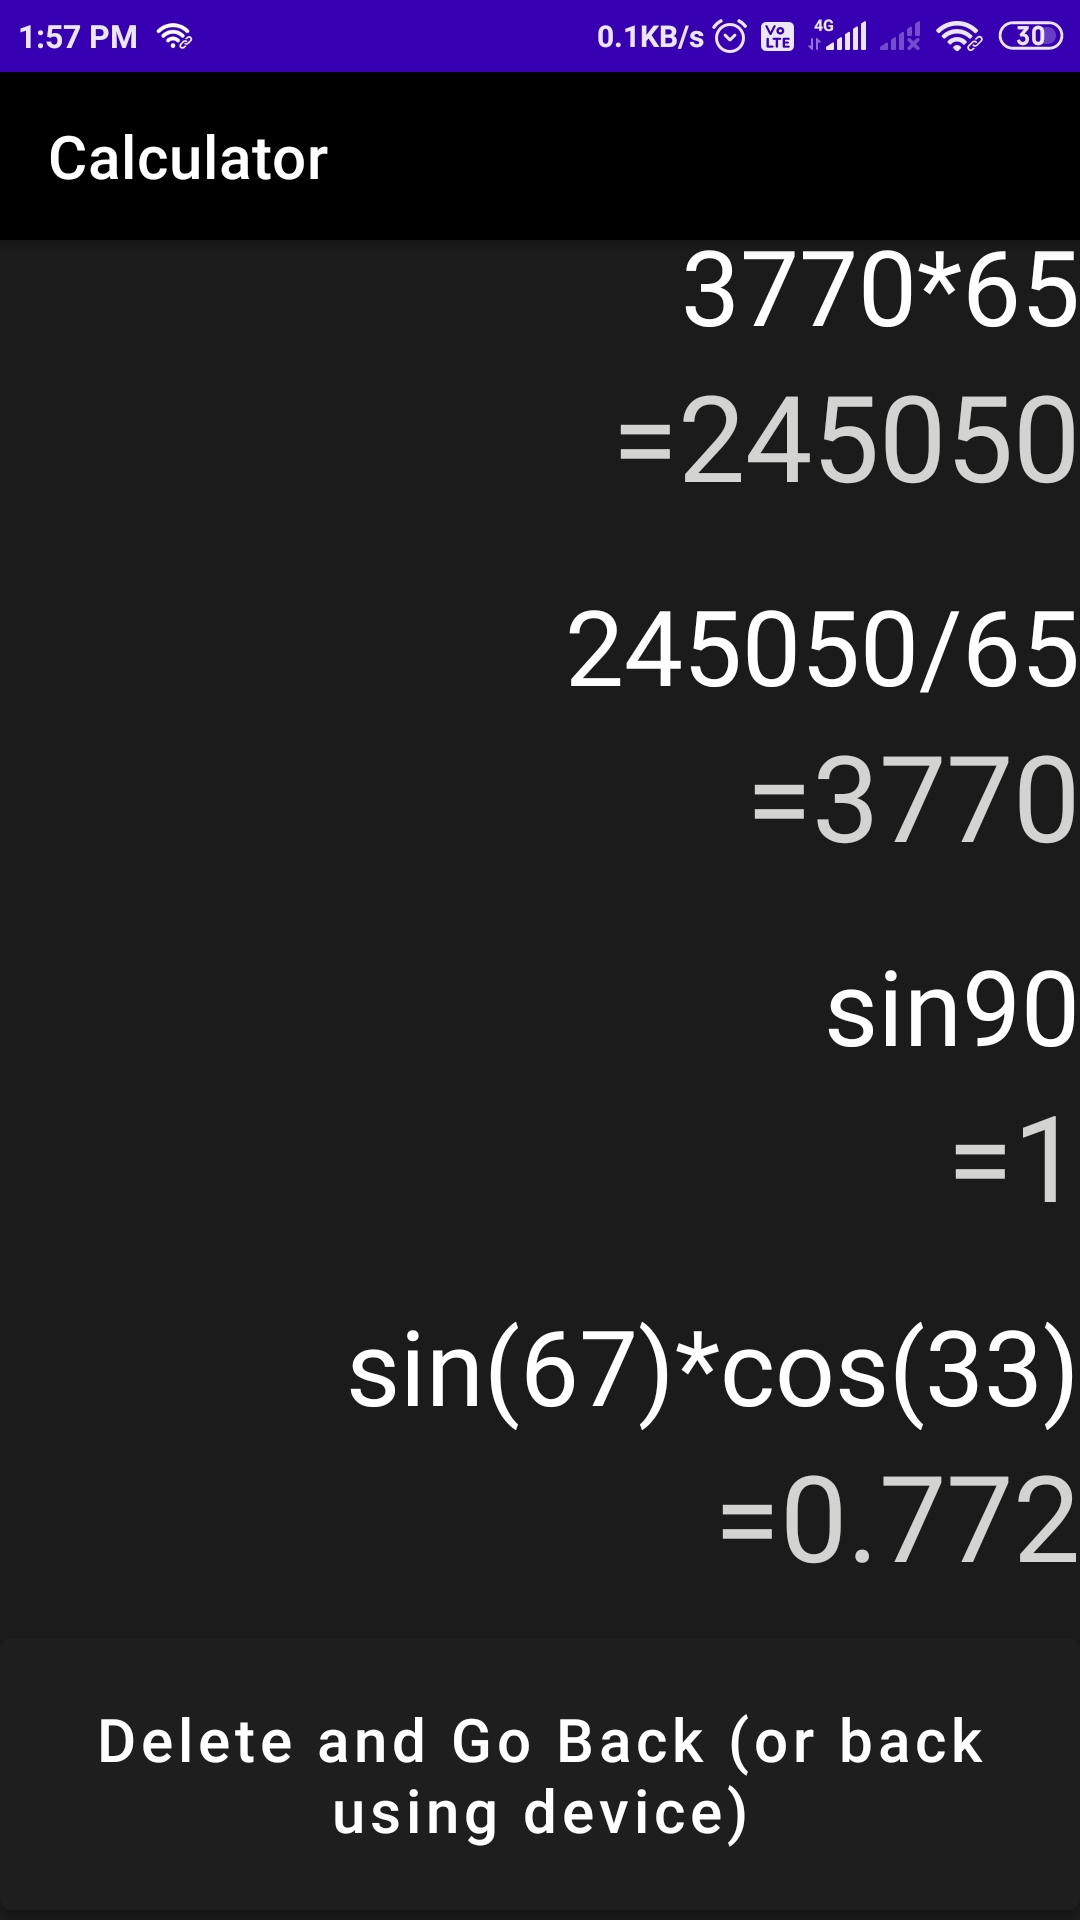 1:57 PM 0.1KB/s Vo LTE 4G 30
Calculator
3770*65
=245050
245050/65
=3770
sin90
=1
sin(67)*cos(33)
=0.772
Delete and Go Back (or back
using device)